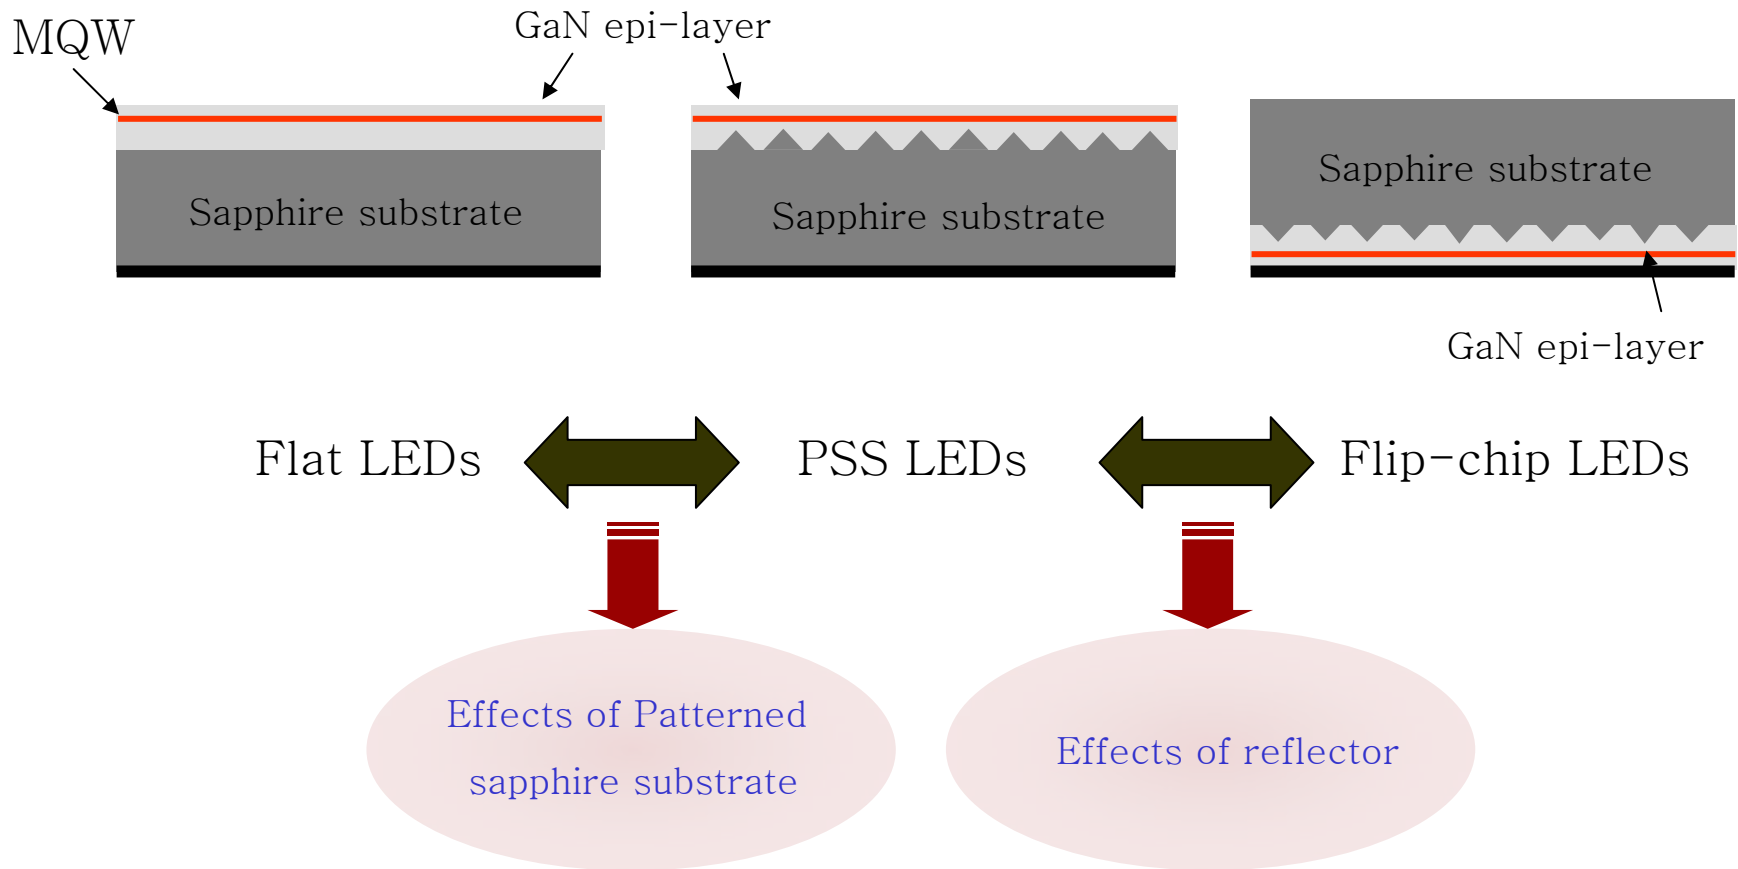 MQW
GaN epi-layer
Sapphire substrate
Sapphire substrate
Sapphire substrate
GaN epi-layer
Flat LEDs
PSS LEDs
Flip-chip LEDs
Effects of Patterned
sapphire substrate
Effects of reflector